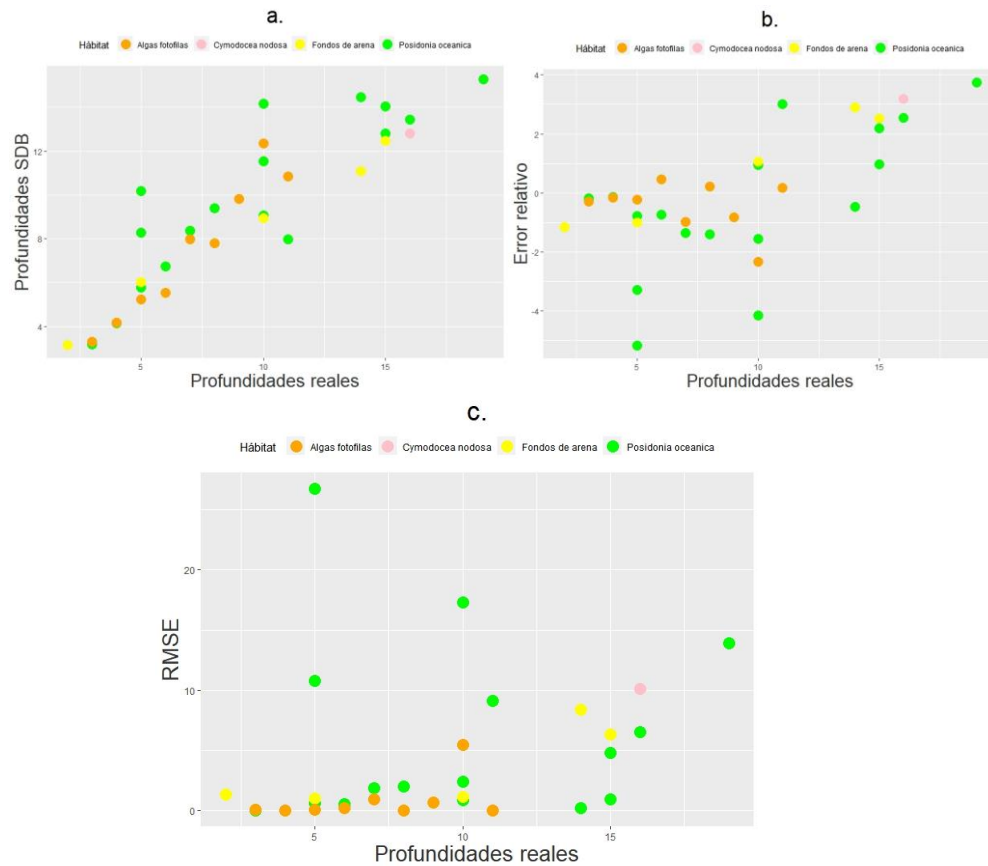 a.
Hábitat Algas fotofilas Cymodocea nodosa Fondos de arena Posidonia oceanica
Profundidades SDB
12
8
4
5 10 15
Profundidades reales
b.
Hábitat Algas fotofilas Cymodocea nodosa Fondos de arena Posidonia oceanica
Error relativo
4
2
0
-2
-4
5 10 15
Profundidades reales
c.
Hábitat Algas fotofilas Cymodocea nodosa Fondos de arena Posidonia oceanica
RMSE
20
10
0
5 10 15
Profundidades reales